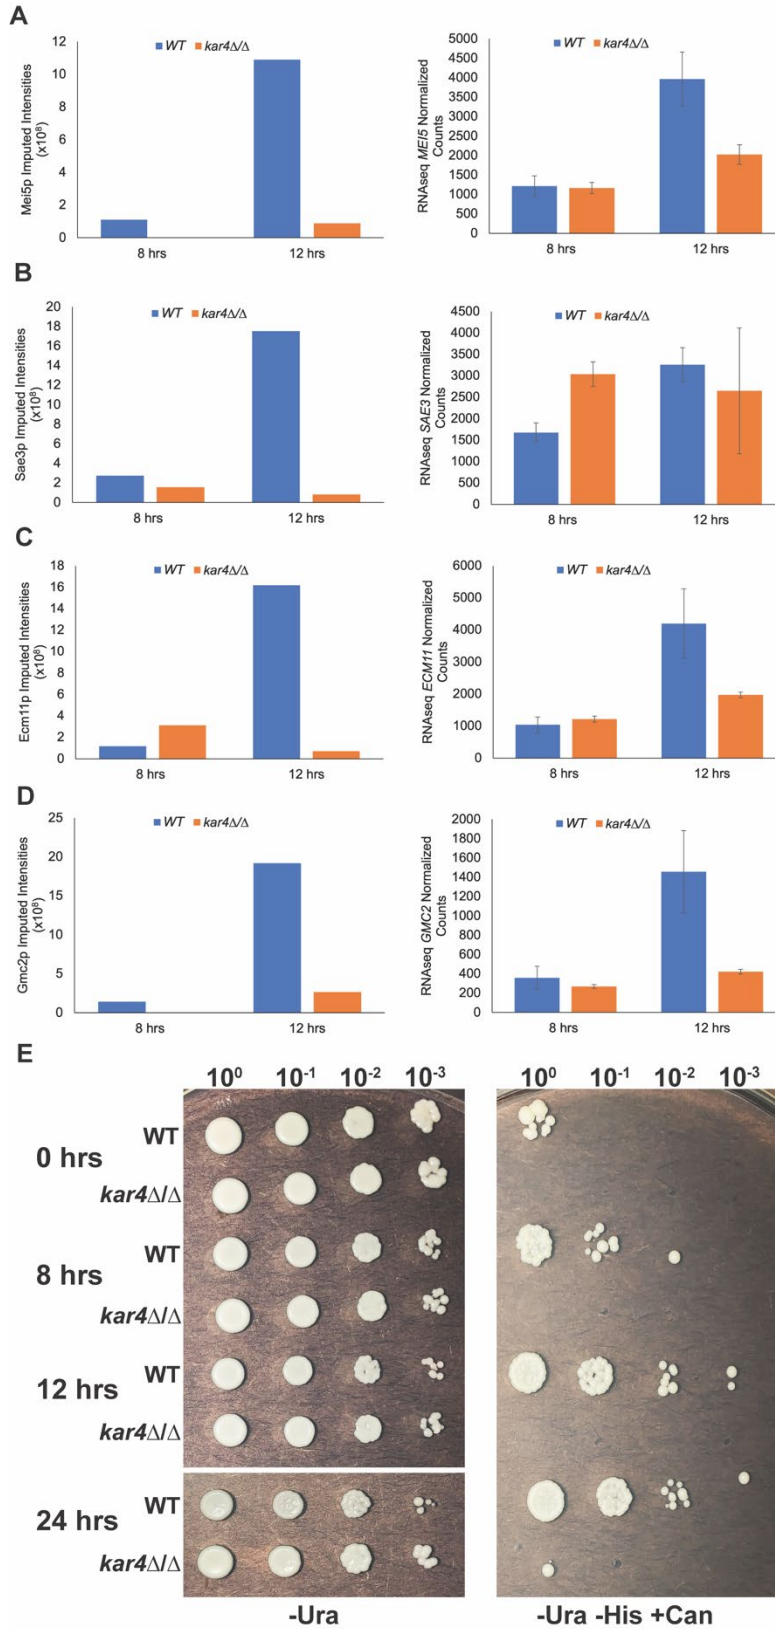 A
Mei5p Imputed Intensities
(x10⁸)
WT kar4Δ/Δ
12
10
8
6
4
2
0
8 hrs 12 hrs
RNAseq MEI5 Normalized
Counts
WT kar4Δ/Δ
5000
4500
4000
3500
3000
2500
2000
1500
1000
500
0
8 hrs 12 hrs
B
Sae3p Imputed Intensities
(x10⁸)
WT kar4Δ/Δ
20
18
16
14
12
10
8
6
4
2
0
8 hrs 12 hrs
RNAseq SAE3 Normalized
Counts
WT kar4Δ/Δ
4500
4000
3500
3000
2500
2000
1500
1000
500
0
8 hrs 12 hrs
C
Ecm11p Imputed Intensities
(x10⁸)
WT kar4Δ/Δ
18
16
14
12
10
8
6
4
2
0
8 hrs 12 hrs
RNAseq ECM11 Normalized
Counts
WT kar4Δ/Δ
6000
5000
4000
3000
2000
1000
0
8 hrs 12 hrs
D
Gmc2p Imputed Intensities
(x10⁸)
WT kar4Δ/Δ
25
20
15
10
5
0
8 hrs 12 hrs
RNAseq GMC2 Normalized
Counts
WT kar4Δ/Δ
2000
1800
1600
1400
1200
1000
800
600
400
200
0
8 hrs 12 hrs
E
10⁰ 10⁻¹ 10⁻² 10⁻³ 10⁰ 10⁻¹ 10⁻² 10⁻³
0 hrs
WT
kar4Δ/Δ
8 hrs
WT
kar4Δ/Δ
12 hrs
WT
kar4Δ/Δ
24 hrs
WT
kar4Δ/Δ
-Ura -Ura -His +Can